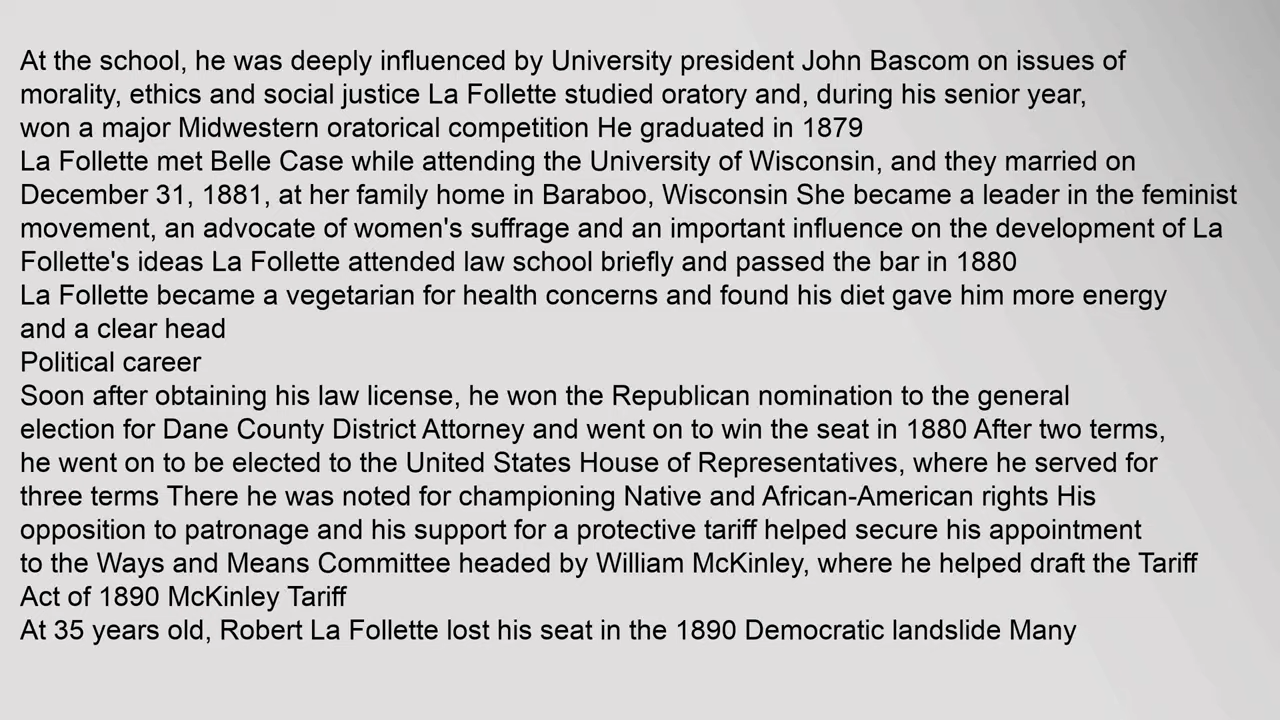 At the school, he was deeply influenced by University president John Bascom on issues of
morality, ethics and social justice La Follette studied oratory and, during his senior year,
won a major Midwestern oratorical competition He graduated in 1879
La Follette met Belle Case while attending the University of Wisconsin, and they married on
December 31, 1881, at her family home in Baraboo, Wisconsin She became a leader in the feminist
movement, an advocate of women's suffrage and an important influence on the development of La
Follette's ideas La Follette attended law school briefly and passed the bar in 1880
La Follette became a vegetarian for health concerns and found his diet gave him more energy
and a clear head
Political career
Soon after obtaining his law license, he won the Republican nomination to the general
election for Dane County District Attorney and went on to win the seat in 1880 After two terms,
he went on to be elected to the United States House of Representatives, where he served for
three terms There he was noted for championing Native and African-American rights His
opposition to patronage and his support for a protective tariff helped secure his appointment
to the Ways and Means Committee headed by William McKinley, where he helped draft the Tariff
Act of 1890 McKinley Tariff
At 35 years old, Robert La Follette lost his seat in the 1890 Democratic landslide Many